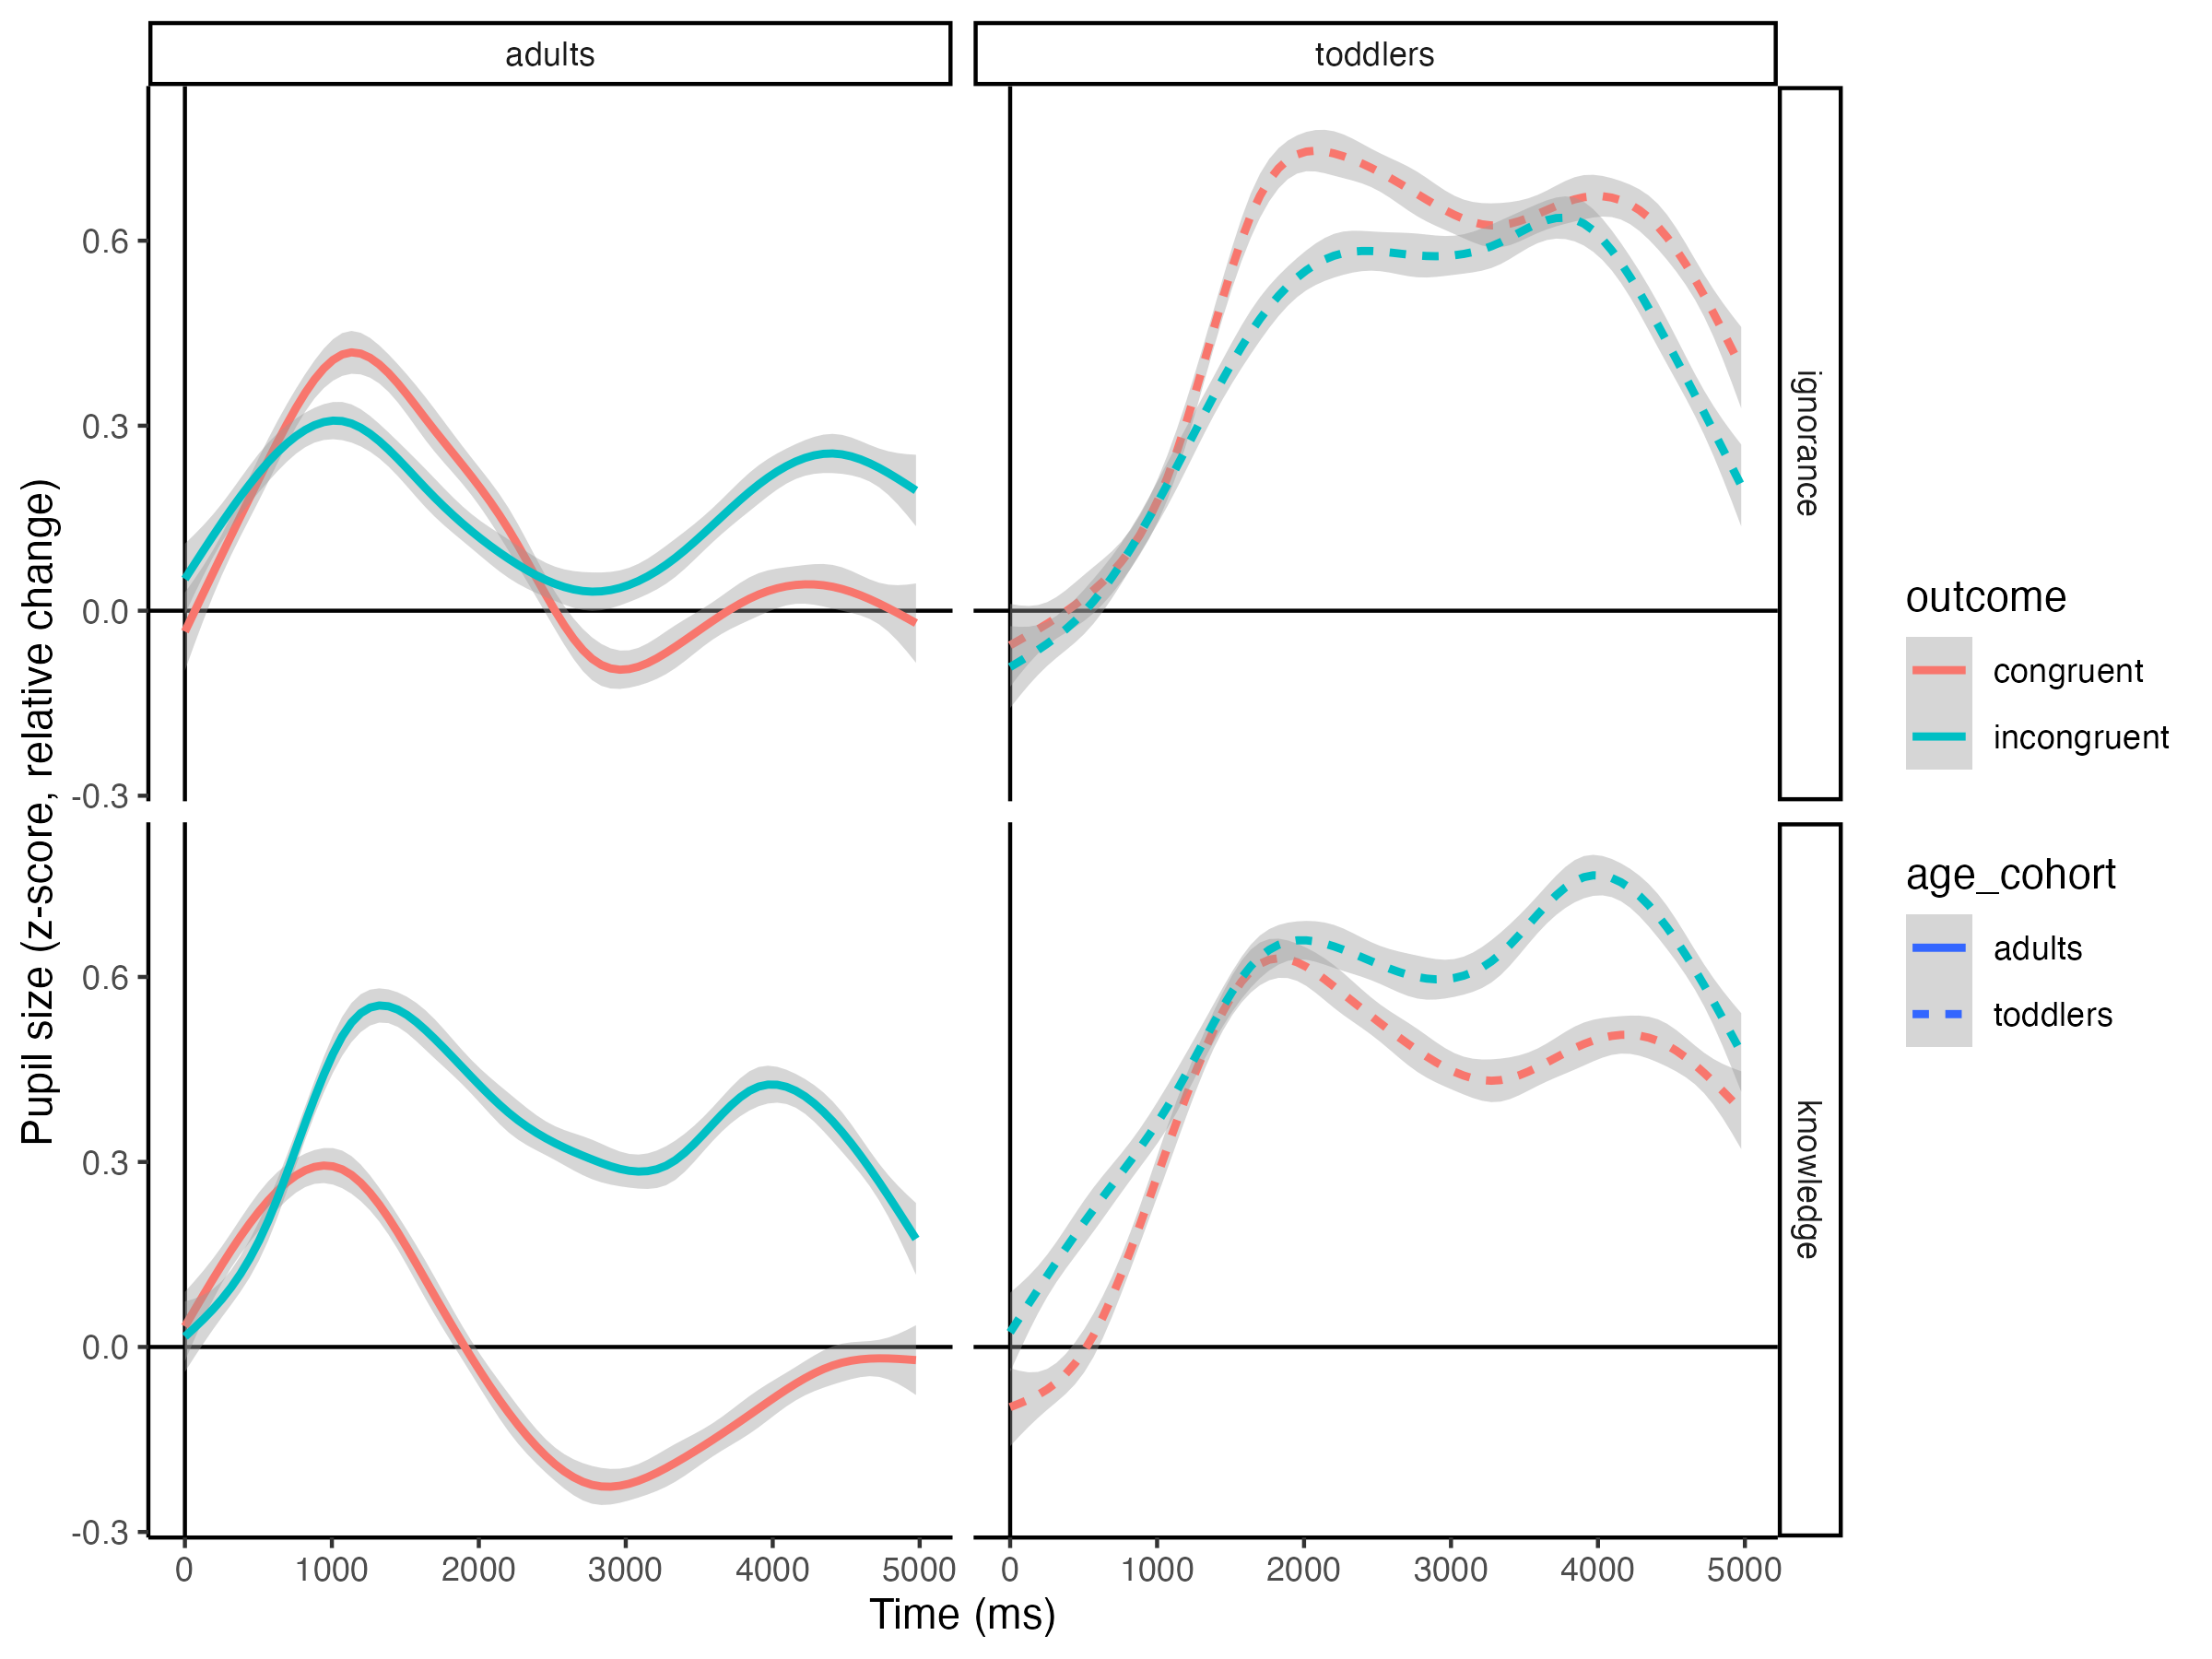 adults
toddlers
ignorance
knowledge
Pupil size (z-score, relative change)
0.6
0.3
0.0
-0.3
0.6
0.3
0.0
-0.3
0 1000 2000 3000 4000 5000
0 1000 2000 3000 4000 5000
Time (ms)
outcome
congruent
incongruent
age_cohort
adults
toddlers